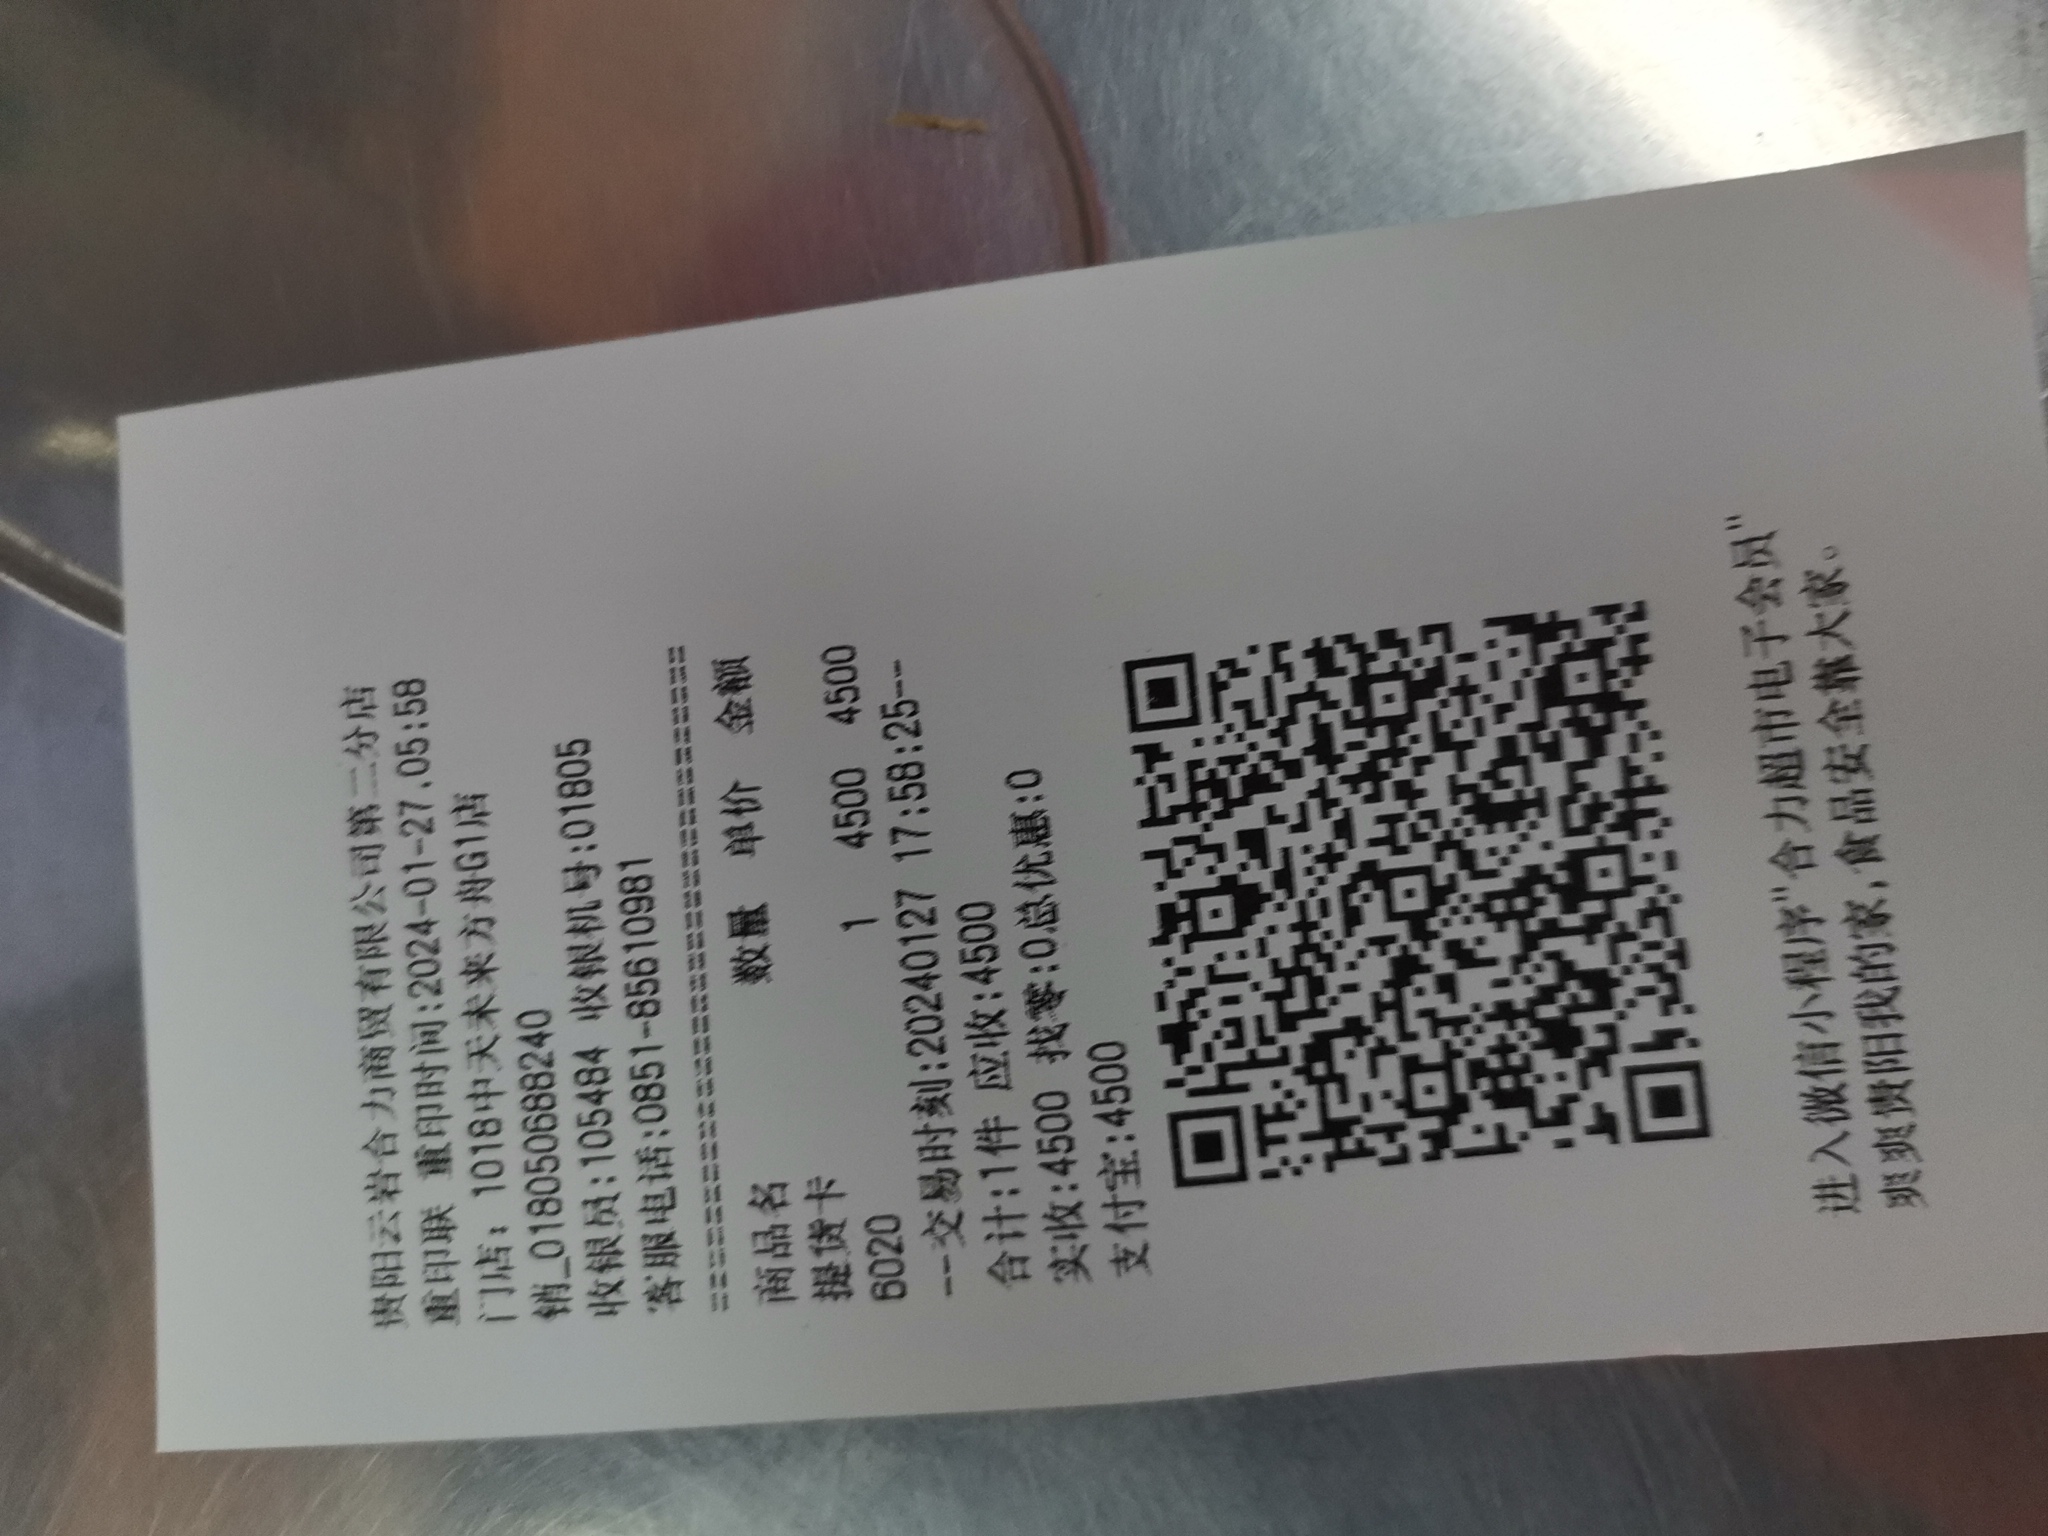 贵阳云岩合力商贸有限公司第二分店
重印联 重印时间:2024-01-27.05:58
门店: 1018中天未来方舟G1店
销_01805068B240
收银员:105484 收银机号:01805
客服电话:0851-85610981
================================
商品名 数量 单价 金额
提货卡
6020 1 4500 4500
--交易时刻:20240127 17:58:25--
合计:1件 应收:4500
实收:4500 找零:0总优惠:0
支付宝:4500
进入微信小程序"合力超市电子会员"
爽爽贵阳我的家,食品安全靠大家。